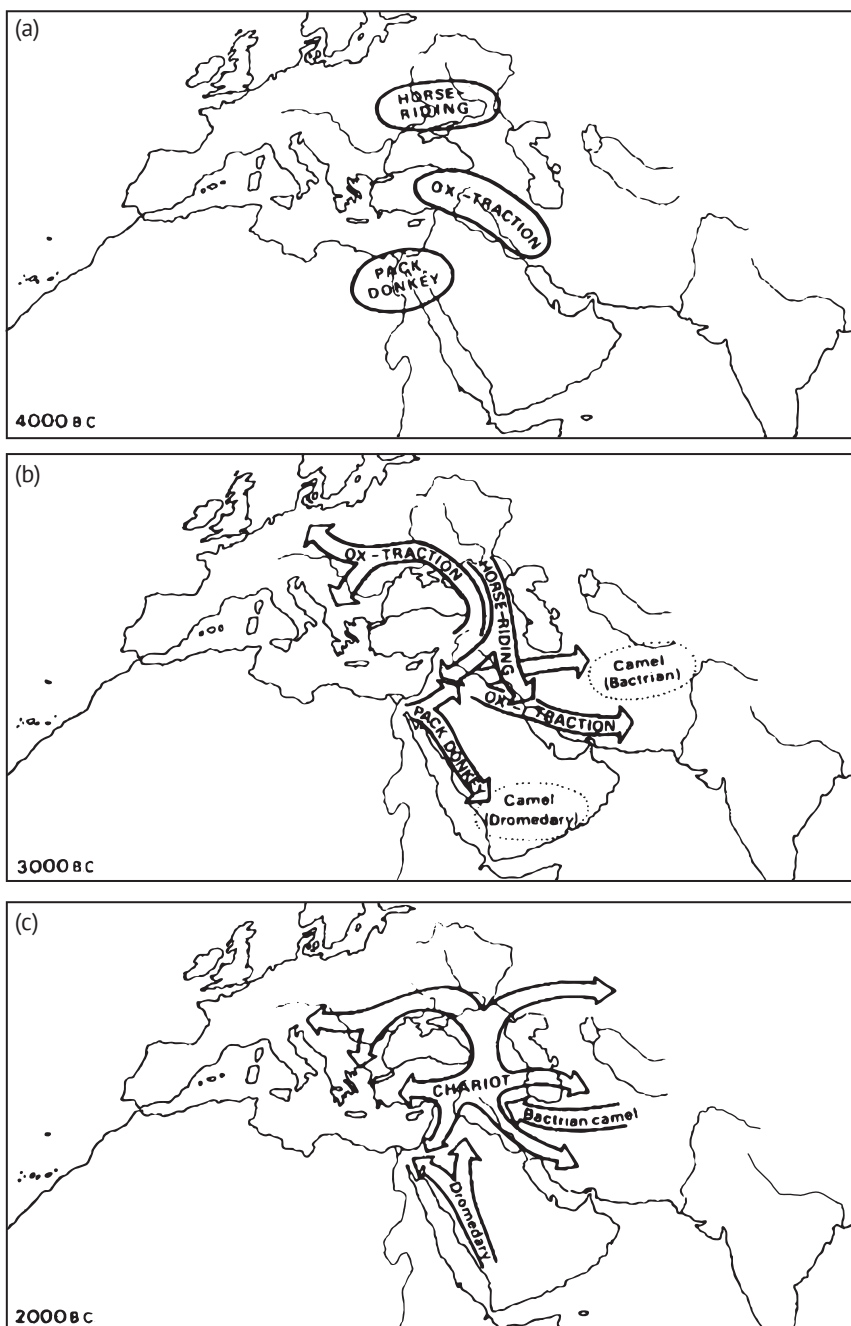 (a)
HORSE-
RIDING
OX-TRACTION
PACK
DONKEY
4000 BC
(b)
OX-TRACTION
HORSE-RIDING
Camel
(Bactrian)
OX-TRACTION
PACK DONKEY
Camel
(Dromedary)
3000 BC
(c)
CHARIOT
Bactrian camel
Dromedary
2000 BC